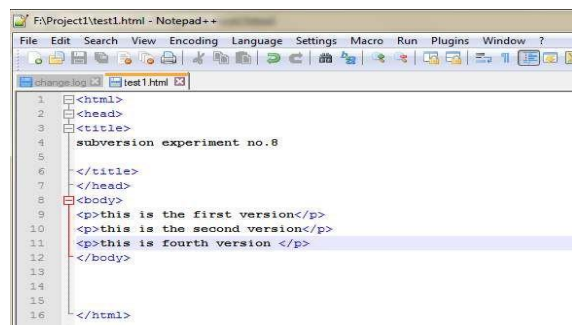 F:\Project1\test1.html - Notepad++
File Edit Search View Encoding Language Settings Macro Run Plugins Window ?
change.log test1.html
1 <html>
2 <head>
3 <title>
4 subversion experiment no.8
5
6 </title>
7 </head>
8 <body>
9 <p>this is the first version</p>
10 <p>this is the second version</p>
11 <p>this is fourth version </p>
12 </body>
13
14
15
16 </html>